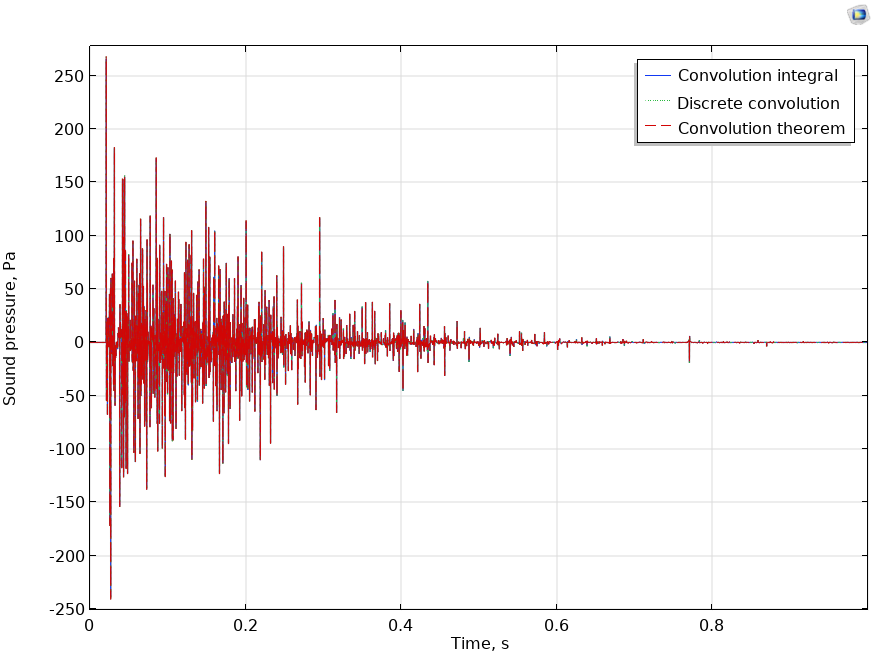 Convolution integral
Discrete convolution
Convolution theorem
250
200
150
100
50
0
-50
-100
-150
-200
-250
Sound pressure, Pa
0 0.2 0.4 0.6 0.8
Time, s